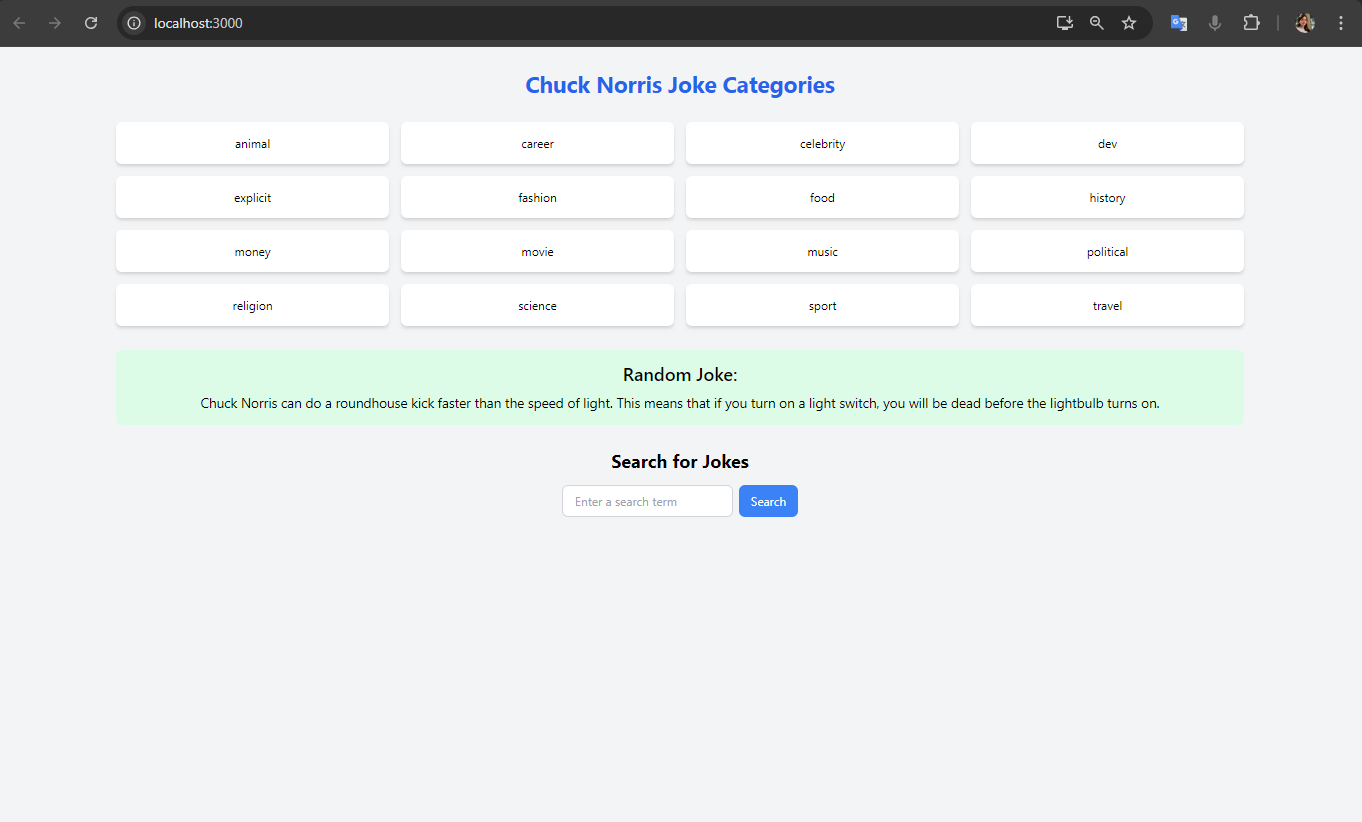 localhost:3000
Chuck Norris Joke Categories
animal career celebrity dev
explicit fashion food history
money movie music political
religion science sport travel
Random Joke:
Chuck Norris can do a roundhouse kick faster than the speed of light. This means that if you turn on a light switch, you will be dead before the lightbulb turns on.
Search for Jokes
Enter a search term Search